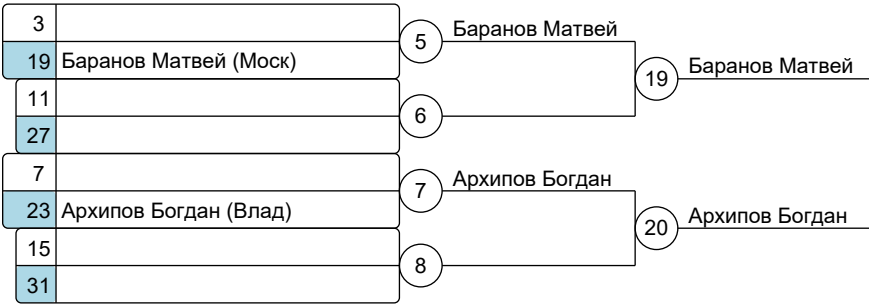 3
5 Баранов Матвей
19 Баранов Матвей (Моск)
19 Баранов Матвей
11
6
27
7
7 Архипов Богдан
23 Архипов Богдан (Влад)
20 Архипов Богдан
15
8
31